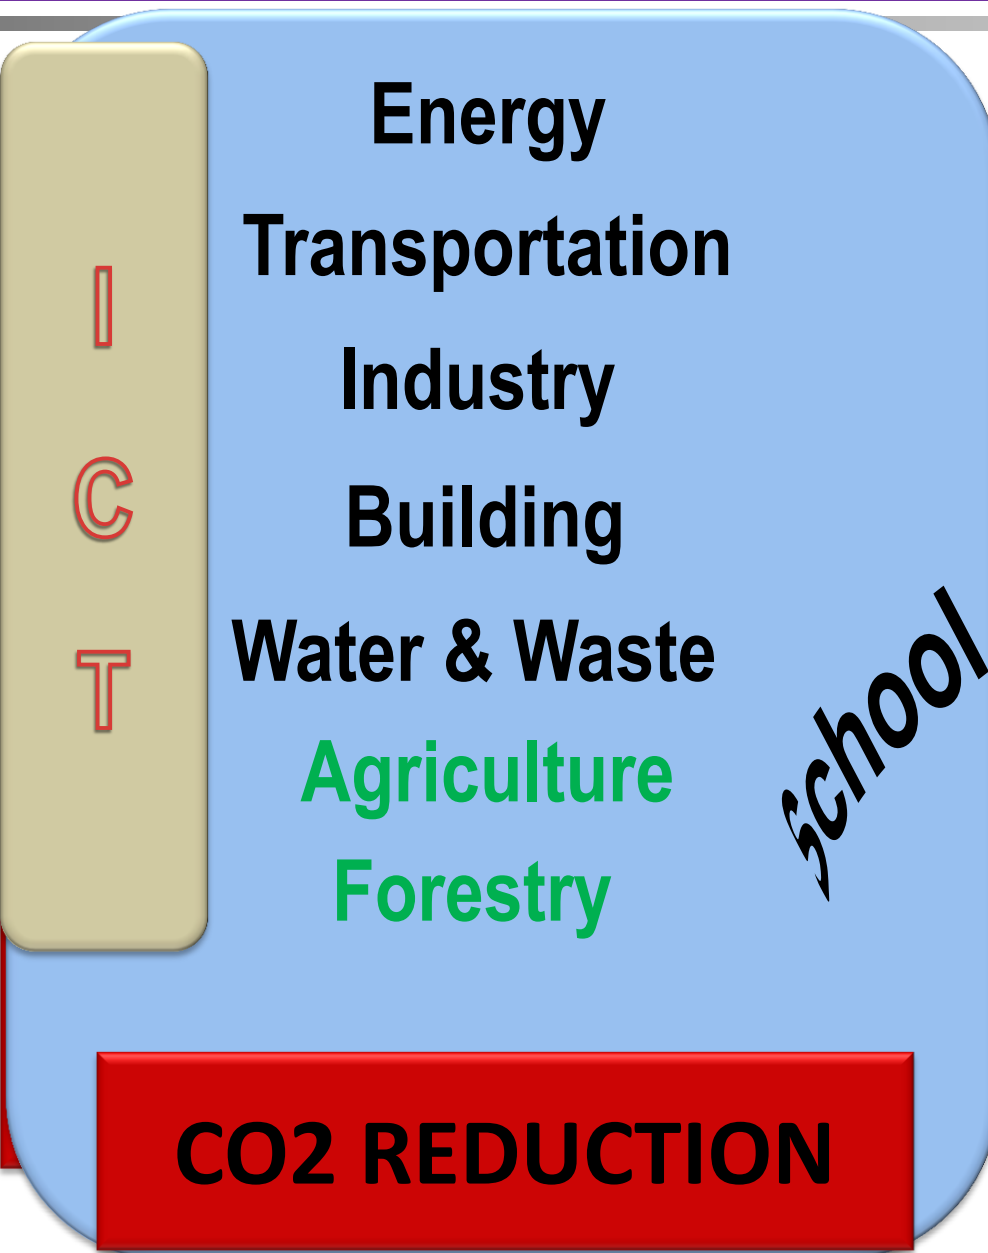 I
C
T
Energy
Transportation
Industry
Building
Water & Waste
Agriculture
Forestry
school
CO2 REDUCTION